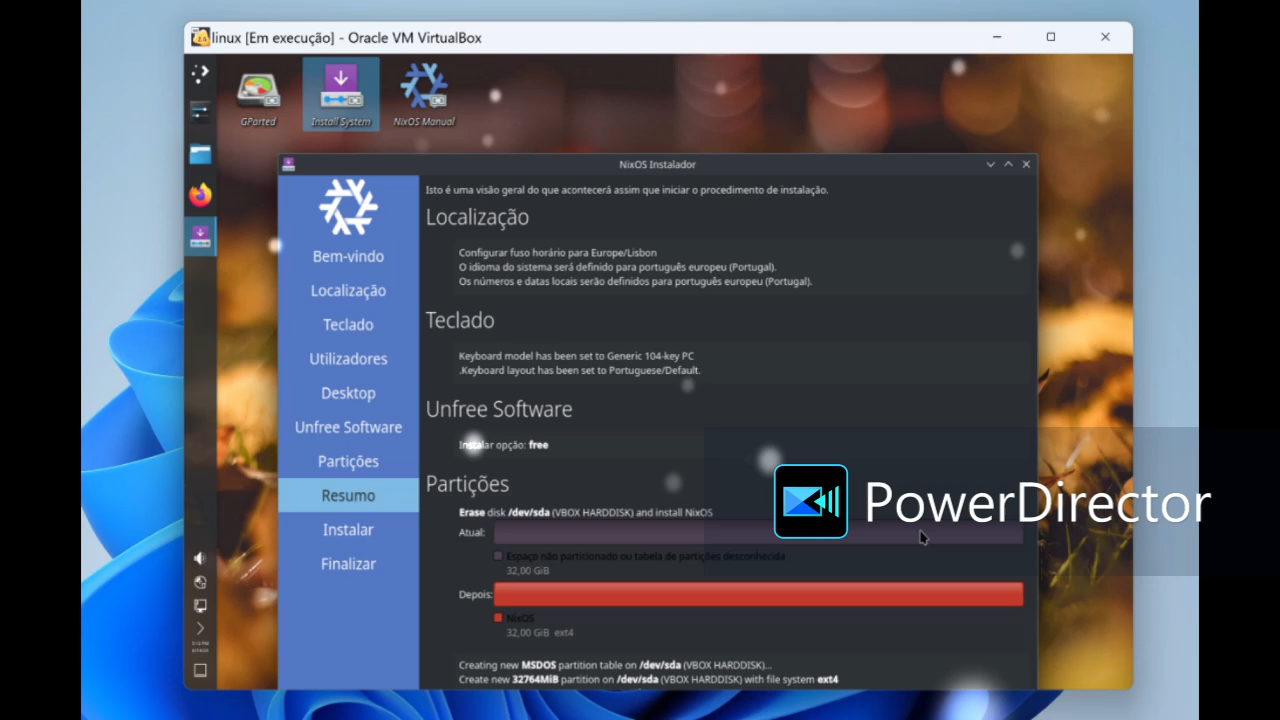 linux [Em execução] - Oracle VM VirtualBox
GParted
Install System
NixOS Manual
NixOS Instalador
Bem-vindo
Localização
Teclado
Utilizadores
Desktop
Unfree Software
Partições
Resumo
Instalar
Finalizar
Isto é uma visão geral do que acontecerá assim que iniciar o procedimento de instalação.
Localização
Configurar fuso horário para Europe/Lisbon
O idioma do sistema será definido para português europeu (Portugal).
Os números e datas locais serão definidos para português europeu (Portugal).
Teclado
Keyboard model has been set to Generic 104-key PC
.Keyboard layout has been set to Portuguese/Default.
Unfree Software
Instalar opção: free
Partições
Erase disk /dev/sda (VBOX HARDDISK) and install NixOS
Atual:
Espaço não particionado ou tabela de partições desconhecida
32,00 GiB
Depois:
NixOS
32,00 GiB ext4
Creating new MSDOS partition table on /dev/sda (VBOX HARDDISK)...
Create new 32764MiB partition on /dev/sda (VBOX HARDDISK) with file system ext4
PowerDirector